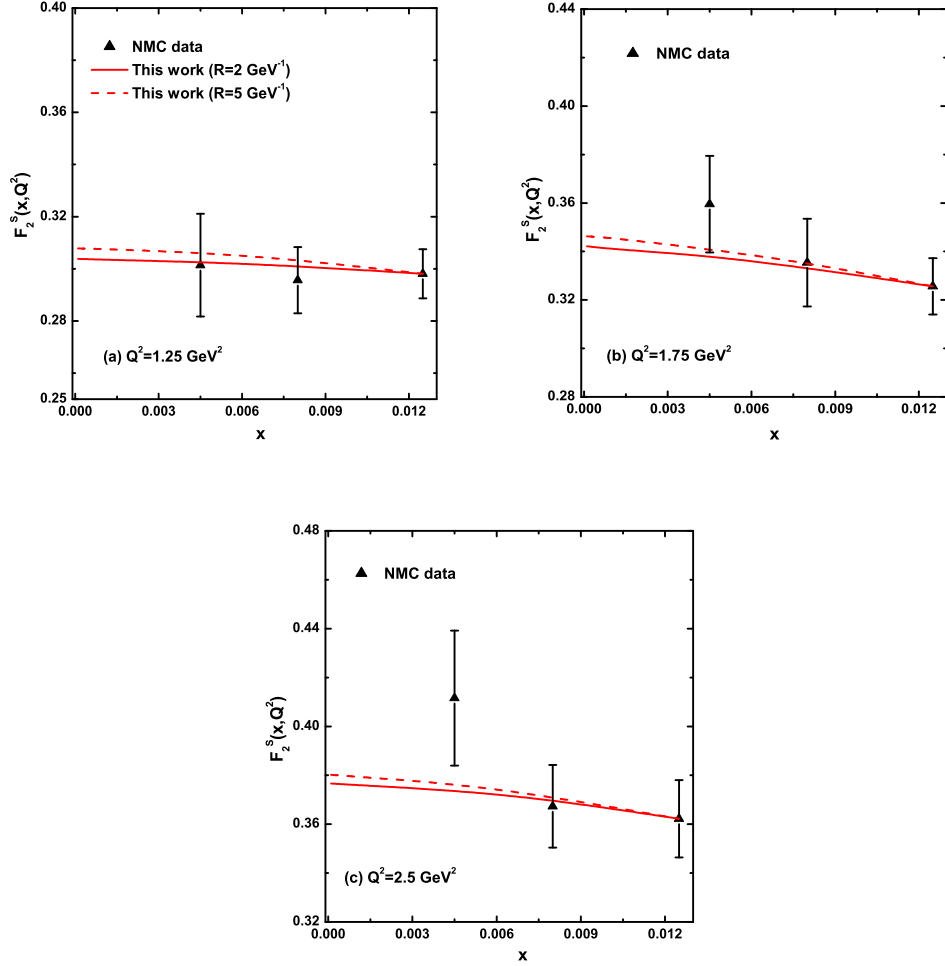 0.40
0.36
0.32
0.28
0.25
F₂ˢ(x,Q²)
NMC data
This work (R=2 GeV⁻¹)
This work (R=5 GeV⁻¹)
(a) Q²=1.25 GeV²
0.000 0.003 0.006 0.009 0.012
x
0.44
0.40
0.36
0.32
0.28
F₂ˢ(x,Q²)
NMC data
(b) Q²=1.75 GeV²
0.000 0.003 0.006 0.009 0.012
x
0.48
0.44
0.40
0.36
0.32
F₂ˢ(x,Q²)
NMC data
(c) Q²=2.5 GeV²
0.000 0.003 0.006 0.009 0.012
x